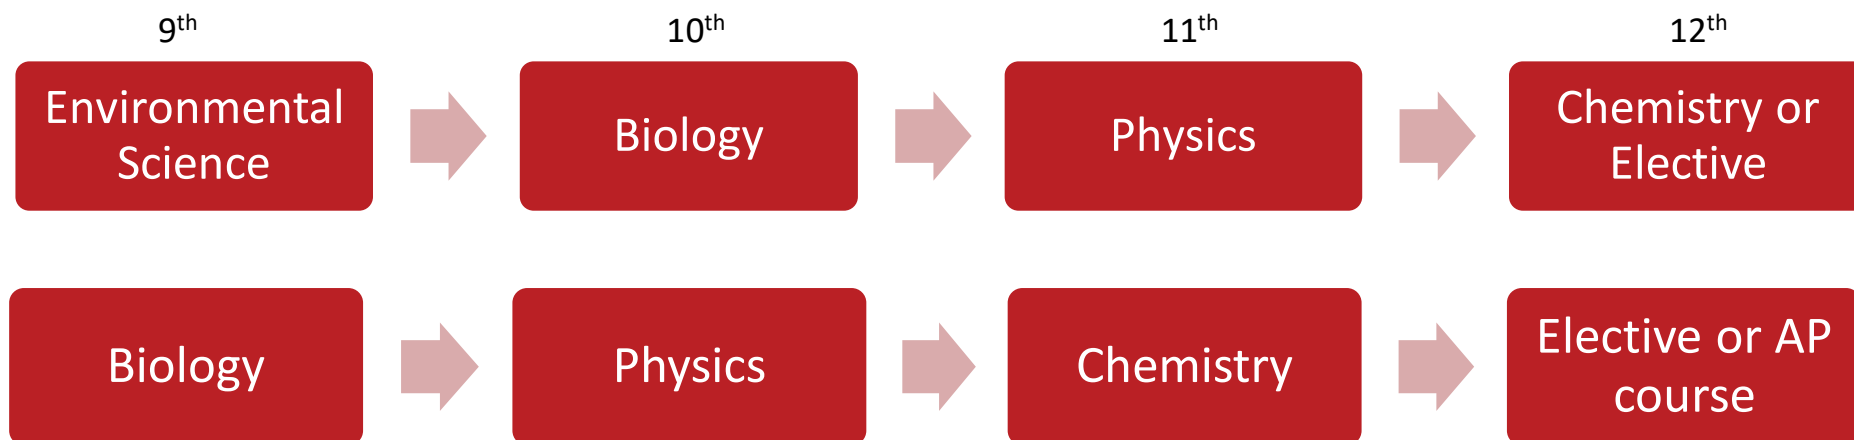 9th
10th
11th
12th
Environmental
Science
Biology
Physics
Chemistry or
Elective
Biology
Physics
Chemistry
Elective or AP
course